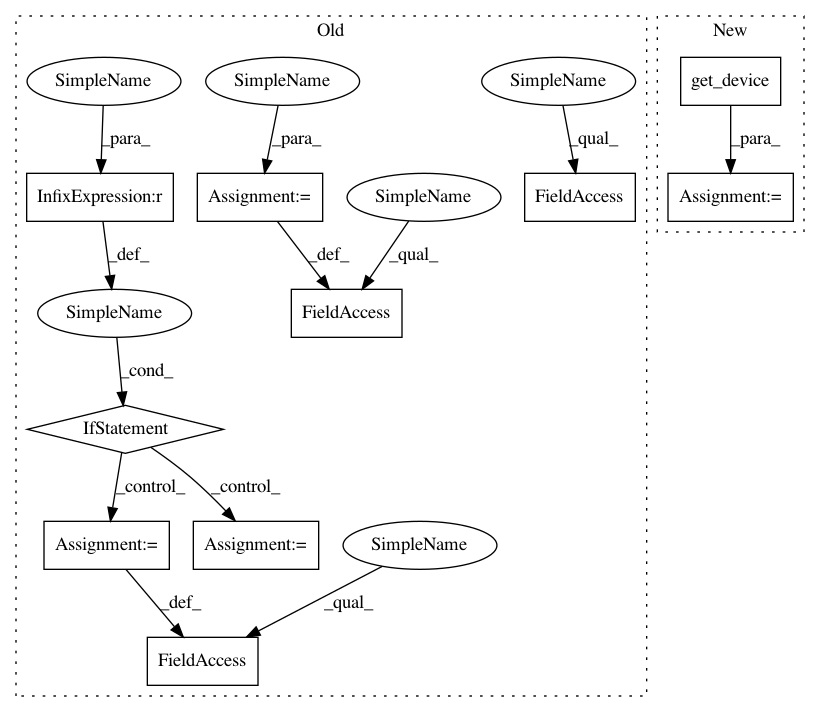 Old
New
SimpleName
SimpleName
SimpleName
get_device
_para_
_para_
_qual_
_para_
InfixExpression:r
Assignment:=
SimpleName
FieldAccess
Assignment:=
_def_
_def_
_qual_
SimpleName
FieldAccess
_cond_
IfStatement
_control_
_control_
Assignment:=
Assignment:=
SimpleName
_def_
_qual_
FieldAccess